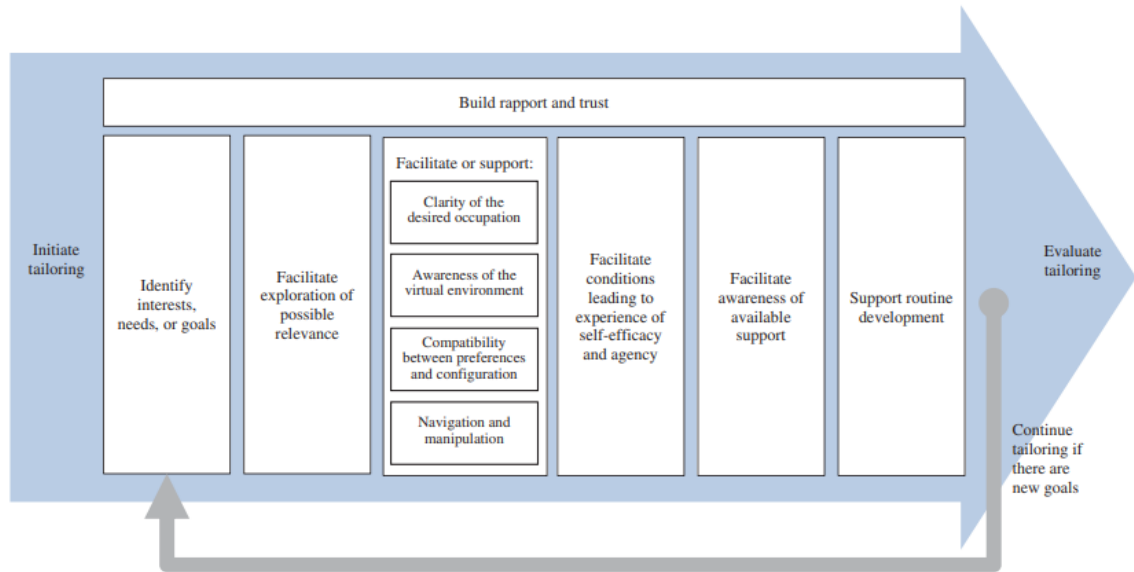 Build rapport and trust
Initiate
tailoring
Identify
interests,
needs, or goals
Facilitate
exploration of
possible
relevance
Facilitate or support:
Clarity of the
desired occupation
Awareness of the
virtual environment
Compatibility
between preferences
and configuration
Navigation and
manipulation
Facilitate
conditions
leading to
experience of
self-efficacy
and agency
Facilitate
awareness of
available
support
Support routine
development
Evaluate
tailoring
Continue
tailoring if
there are
new goals